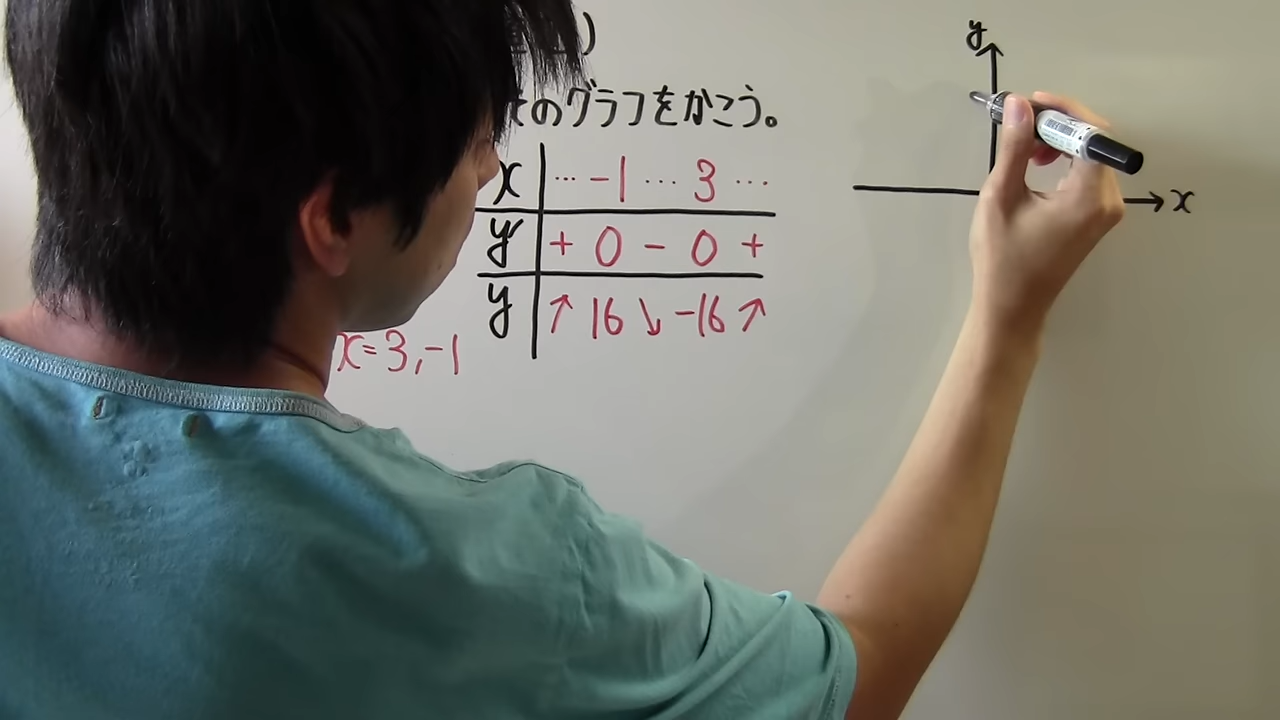 )
のグラフをかこう。
x … -1 … 3 …
y' + 0 - 0 +
y ↗ 16 ↘ -16 ↗
x=3,-1
y
x